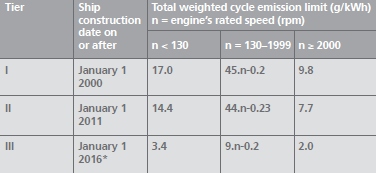 Tier Ship construction date on or after Total weighted cycle emission limit (g/kWh) n = engine's rated speed (rpm)
n < 130 n = 130–1999 n ≥ 2000
I January 1 2000 17.0 45.n-0.2 9.8
II January 1 2011 14.4 44.n-0.23 7.7
III January 1 2016* 3.4 9.n-0.2 2.0